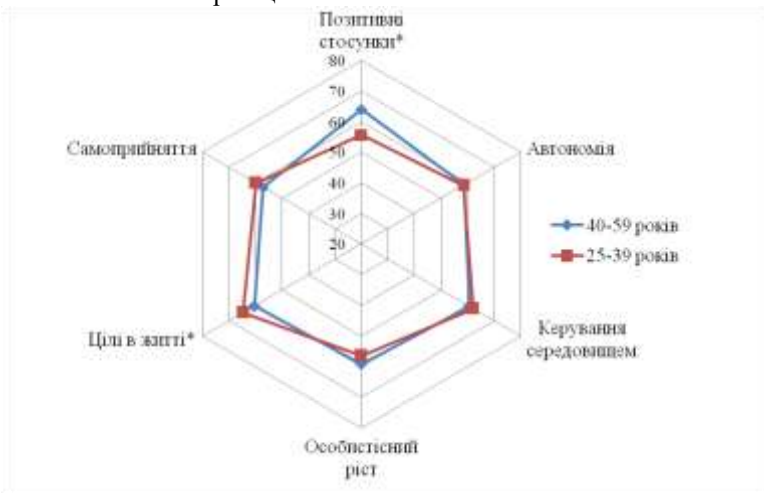 Позитивні
стосунки*
80
70
60
50
40
30
20
Самоприйняття
Автономія
40-59 років
25-39 років
Цілі в житті*
Керування
середовищем
Особистісний
ріст